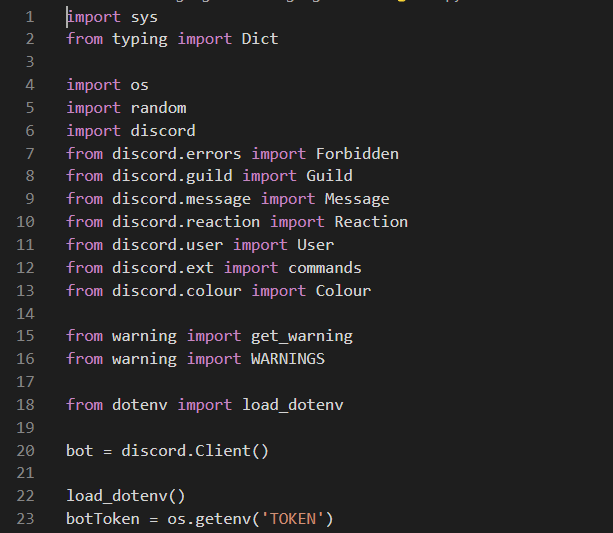 1 import sys
2 from typing import Dict
3
4 import os
5 import random
6 import discord
7 from discord.errors import Forbidden
8 from discord.guild import Guild
9 from discord.message import Message
10 from discord.reaction import Reaction
11 from discord.user import User
12 from discord.ext import commands
13 from discord.colour import Colour
14
15 from warning import get_warning
16 from warning import WARNINGS
17
18 from dotenv import load_dotenv
19
20 bot = discord.Client()
21
22 load_dotenv()
23 botToken = os.getenv('TOKEN')